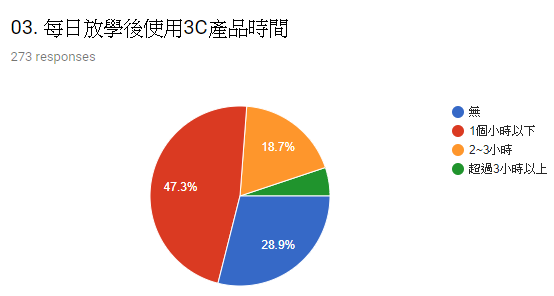 03. 每日放學後使用3C產品時間
273 responses
無
1個小時以下
2~3小時
超過3小時以上
18.7%
47.3%
28.9%